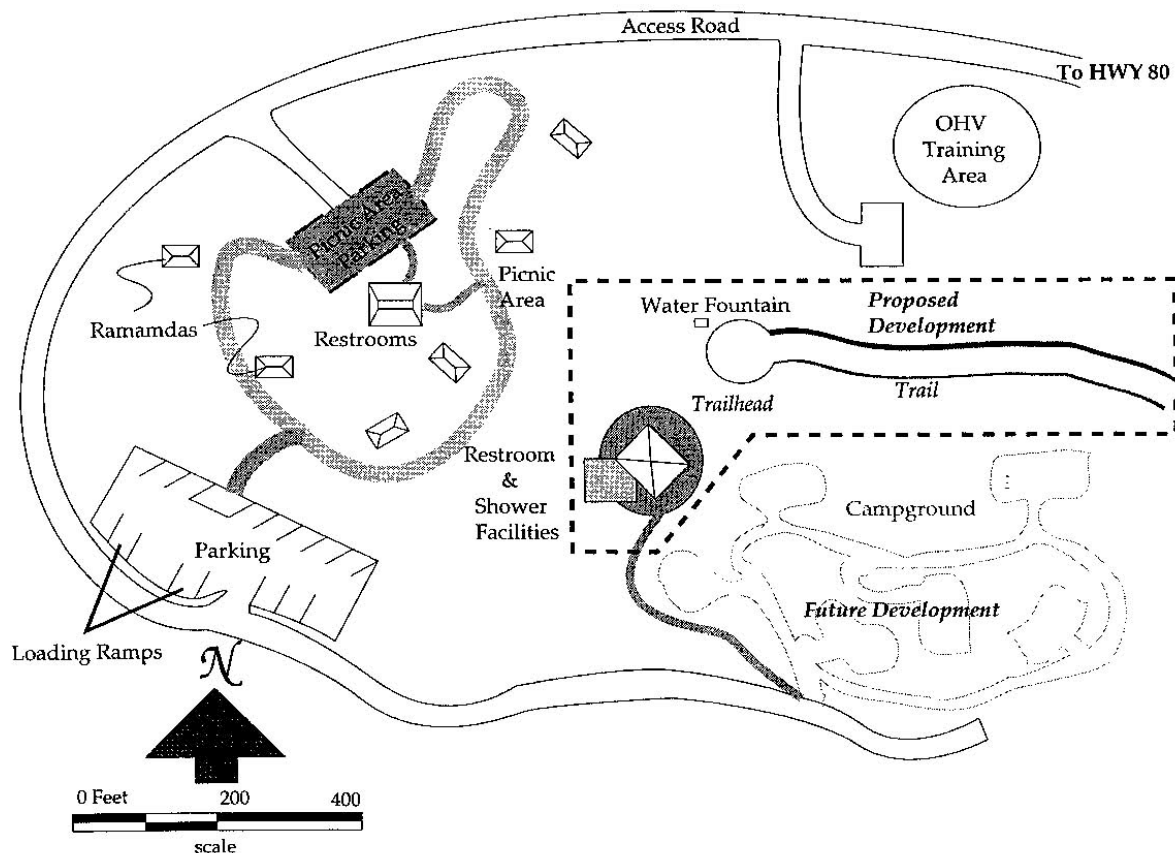 Access Road
To HWY 80
OHV
Training
Area
Picnic Area
Parking
Picnic
Area
Ramamdas
Restrooms
Water Fountain
Proposed
Development
Trail
Trailhead
Restroom
&
Shower
Facilities
Campground
Parking
Future Development
Loading Ramps
N
0 Feet 200 400
scale